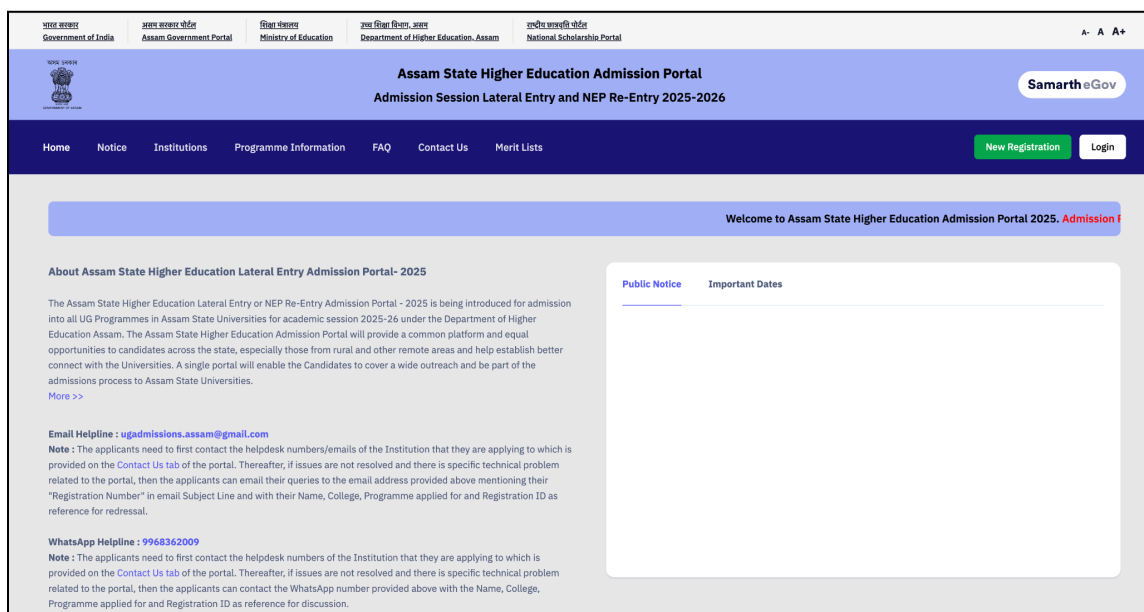 भारत सरकार
Government of India
असम सरकार पोर्टल
Assam Government Portal
शिक्षा मंत्रालय
Ministry of Education
उच्च शिक्षा विभाग, असम
Department of Higher Education, Assam
राष्ट्रीय छात्रवृत्ति पोर्टल
National Scholarship Portal
A- A A+
Assam State Higher Education Admission Portal
Admission Session Lateral Entry and NEP Re-Entry 2025-2026
SamartheGov
Home Notice Institutions Programme Information FAQ Contact Us Merit Lists New Registration Login
Welcome to Assam State Higher Education Admission Portal 2025. Admission
About Assam State Higher Education Lateral Entry Admission Portal- 2025
The Assam State Higher Education Lateral Entry or NEP Re-Entry Admission Portal - 2025 is being introduced for admission
into all UG Programmes in Assam State Universities for academic session 2025-26 under the Department of Higher
Education Assam. The Assam State Higher Education Admission Portal will provide a common platform and equal
opportunities to candidates across the state, especially those from rural and other remote areas and help establish better
connect with the Universities. A single portal will enable the Candidates to cover a wide outreach and be part of the
admissions process to Assam State Universities.
More >>
Email Helpline : ugadmissions.assam@gmail.com
Note : The applicants need to first contact the helpdesk numbers/emails of the Institution that they are applying to which is
provided on the Contact Us tab of the portal. Thereafter, if issues are not resolved and there is specific technical problem
related to the portal, then the applicants can email their queries to the email address provided above mentioning their
"Registration Number" in email Subject Line and with their Name, College, Programme applied for and Registration ID as
reference for redressal.
WhatsApp Helpline : 9968362009
Note : The applicants need to first contact the helpdesk numbers of the Institution that they are applying to which is
provided on the Contact Us tab of the portal. Thereafter, if issues are not resolved and there is specific technical problem
related to the portal, then the applicants can contact the WhatsApp number provided above with the Name, College,
Programme applied for and Registration ID as reference for discussion.
Public Notice Important Dates